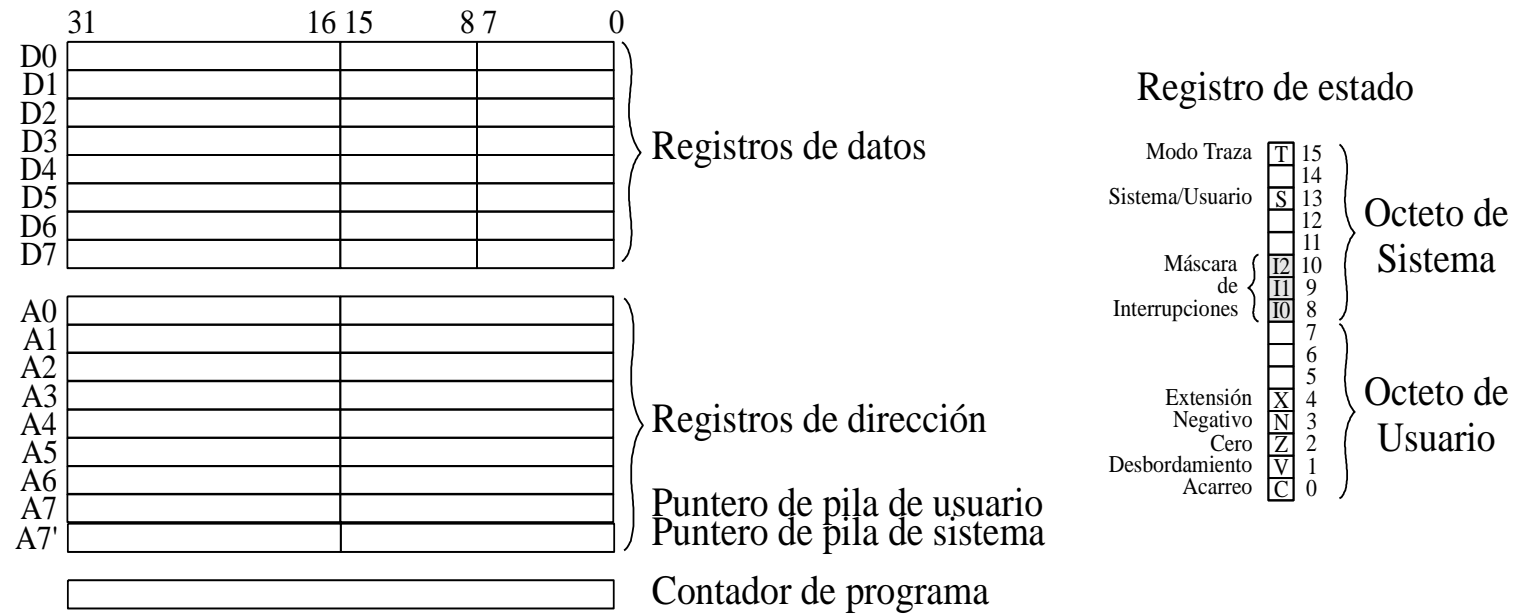 31 16 15 8 7 0
D0
D1
D2
D3
D4
D5
D6
D7
Registros de datos
A0
A1
A2
A3
A4
A5
A6
A7
A7'
Registros de dirección
Puntero de pila de usuario
Puntero de pila de sistema
Contador de programa
Registro de estado
Modo Traza T 15
14
Sistema/Usuario S 13
12
11
Máscara I2 10
de I1 9
Interrupciones I0 8
7
6
5
Extensión X 4
Negativo N 3
Cero Z 2
Desbordamiento V 1
Acarreo C 0
Octeto de
Sistema
Octeto de
Usuario